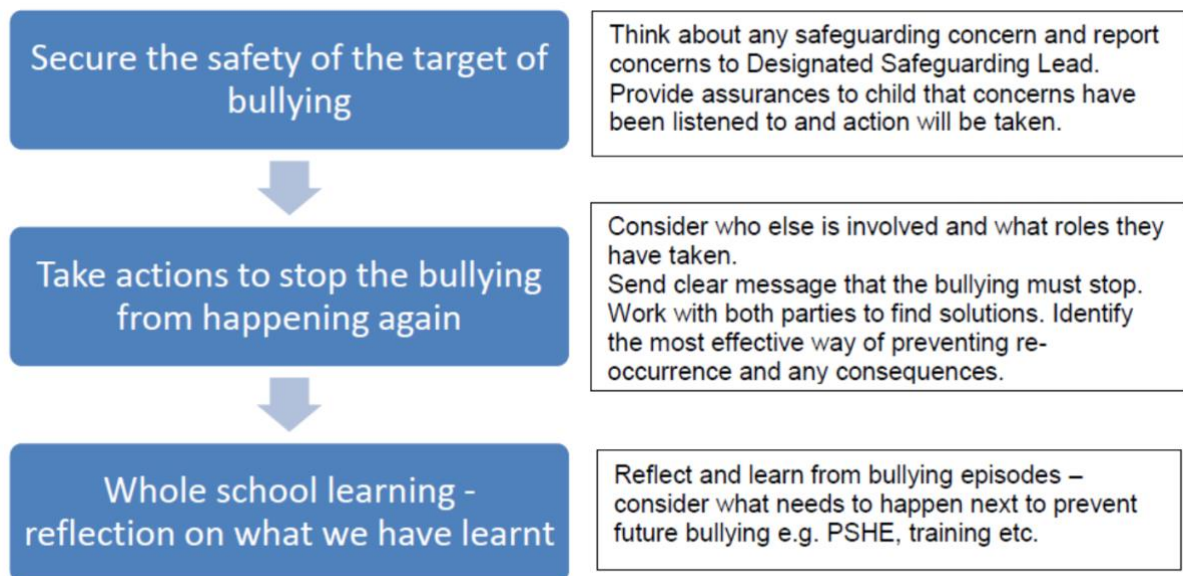 Secure the safety of the target of
bullying
Think about any safeguarding concern and report
concerns to Designated Safeguarding Lead.
Provide assurances to child that concerns have
been listened to and action will be taken.
Take actions to stop the bullying
from happening again
Consider who else is involved and what roles they
have taken.
Send clear message that the bullying must stop.
Work with both parties to find solutions. Identify
the most effective way of preventing re-
occurrence and any consequences.
Whole school learning -
reflection on what we have learnt
Reflect and learn from bullying episodes –
consider what needs to happen next to prevent
future bullying e.g. PSHE, training etc.